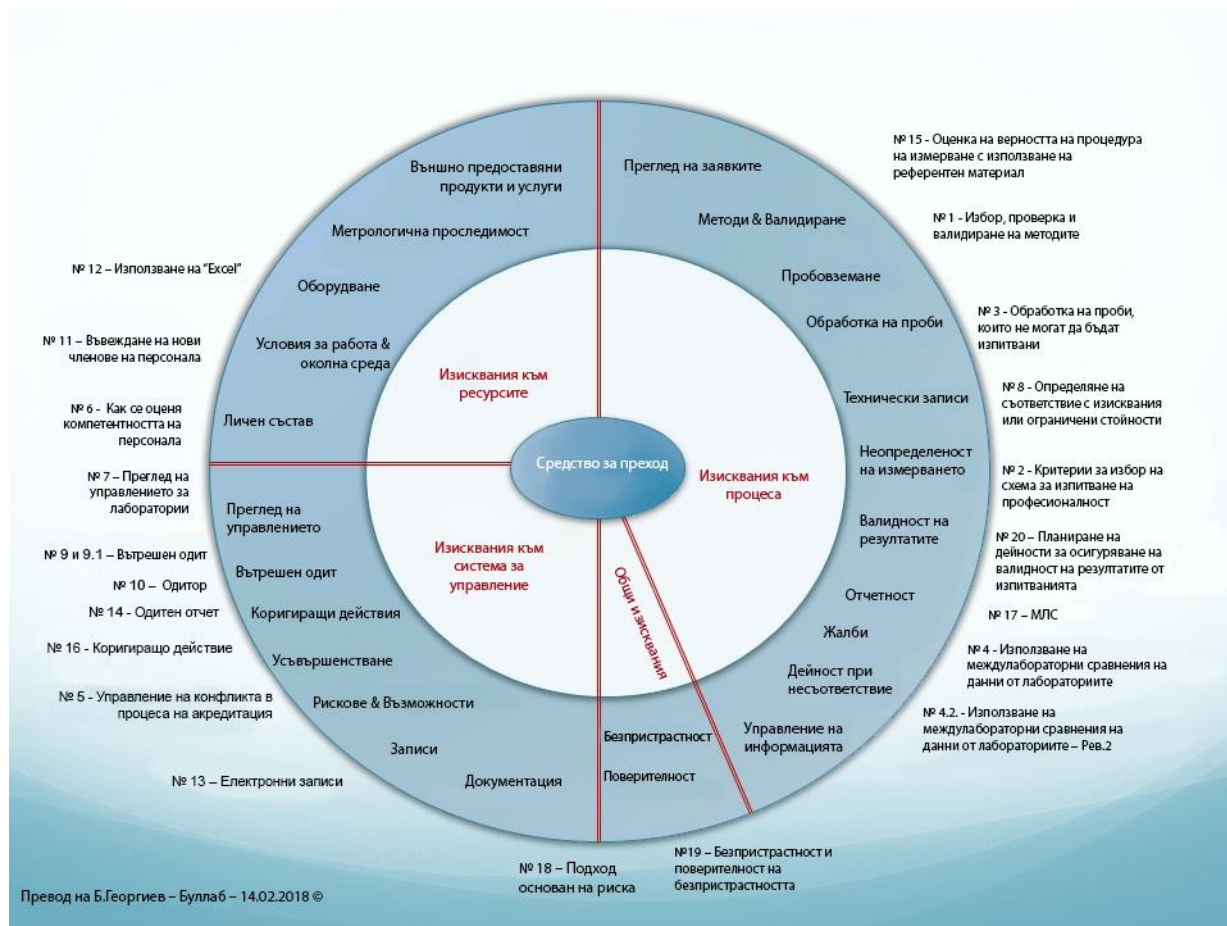 Външно предоставяни
продукти и услуги
Метрологична проследимост
Оборудване
Условия за работа &
околна среда
Личен състав
Преглед на заявките
Методи & Валидиране
Пробовземане
Обработка на проби
Технически записи
Неопределеност
на измерването
Валидност на
резултатите
Отчетност
Жалби
Дейност при
несъответствие
Управление на
информацията
Безпристрастност
Поверителност
Преглед на
управлението
Вътрешен одит
Коригиращи действия
Усъвършенстване
Рискове & Възможности
Записи
Документация
Изисквания към
ресурсите
Средство за преход
Изисквания към
процеса
Изисквания към
система за
управление
Общи изисквания
№ 12 – Използване на “Excel”
№ 11 – Въвеждане на нови
членове на персонала
№ 6 - Как се оценя
компетентността на
персонала
№ 7 – Преглед на
управлението за
лаборатории
№ 9 и 9.1 – Вътрешен одит
№ 10 – Одитор
№ 14 - Одитен отчет
№ 16 - Коригиращо действие
№ 5 - Управление на конфликта в
процеса на акредитация
№ 13 – Електронни записи
№ 15 - Оценка на верността на процедура
на измерване с използване на
референтен материал
№ 1 - Избор, проверка и
валидиране на методите
№ 3 - Обработка на проби,
които не могат да бъдат
изпитвани
№ 8 - Определяне на
съответствие с изисквания
или ограничени стойности
№ 2 - Критерии за избор на
схема за изпитване на
професионалност
№ 20 – Планиране на
дейности за осигуряване на
валидност на резултатите от
изпитванията
№ 17 – МЛС
№ 4 - Използване на
междулабораторни сравнения на
данни от лабораториите
№ 4.2. - Използване на
междулабораторни сравнения на
данни от лабораториите – Рев.2
№ 18 – Подход
основан на риска
№19 – Безпристрастност и
поверителност на
безпристрастността
Превод на Б.Георгиев – Буллаб – 14.02.2018 ©